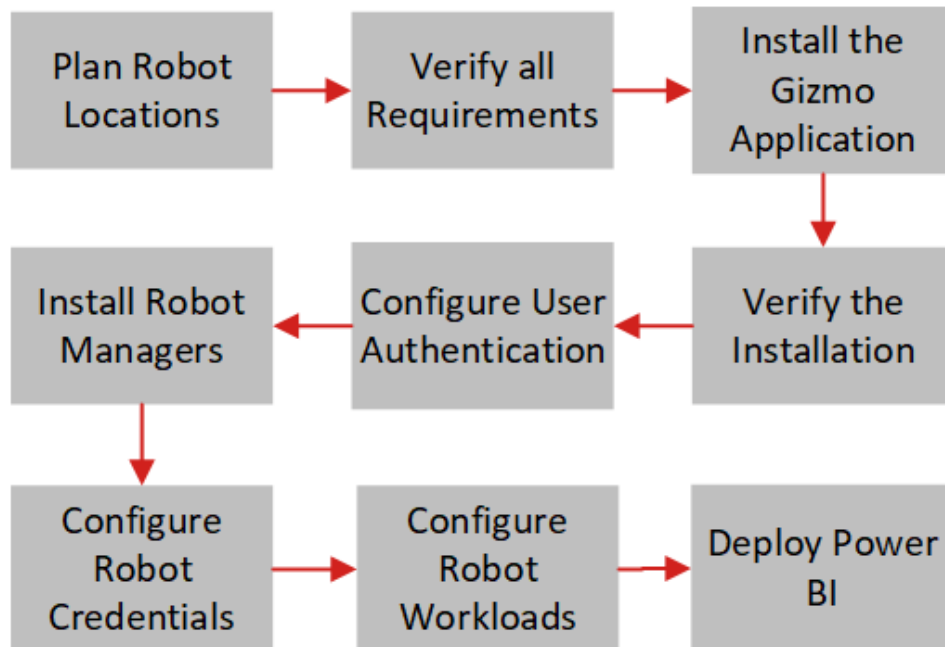 Plan Robot
Locations
Verify all
Requirements
Install the
Gizmo
Application
Verify the
Installation
Configure User
Authentication
Install Robot
Managers
Configure
Robot
Credentials
Configure
Robot
Workloads
Deploy Power
BI